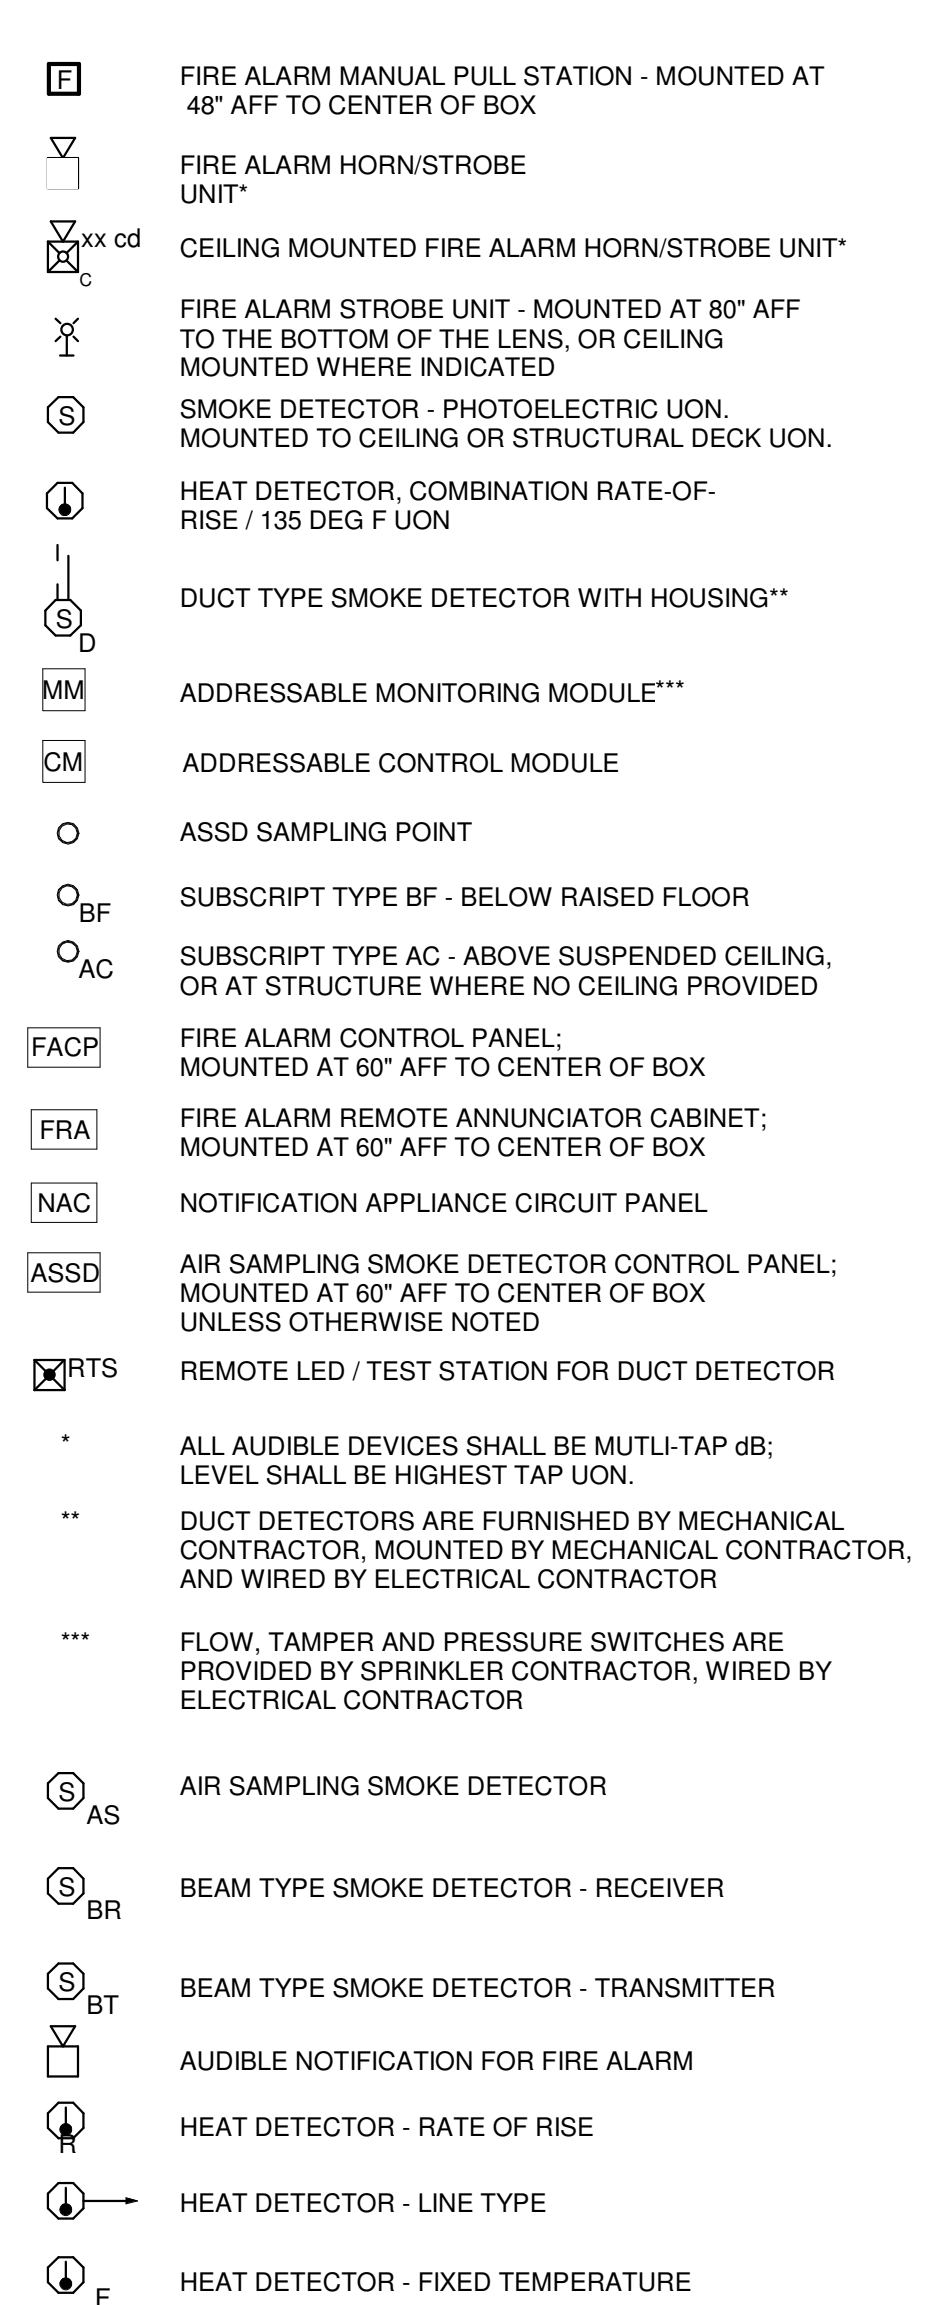 F FIRE ALARM MANUAL PULL STATION - MOUNTED AT
48" AFF TO CENTER OF BOX
FIRE ALARM HORN/STROBE
UNIT*
xx cd
C
CEILING MOUNTED FIRE ALARM HORN/STROBE UNIT*
FIRE ALARM STROBE UNIT - MOUNTED AT 80" AFF
TO THE BOTTOM OF THE LENS, OR CEILING
MOUNTED WHERE INDICATED
S SMOKE DETECTOR - PHOTOELECTRIC UON.
MOUNTED TO CEILING OR STRUCTURAL DECK UON.
HEAT DETECTOR, COMBINATION RATE-OF-
RISE / 135 DEG F UON
S D
DUCT TYPE SMOKE DETECTOR WITH HOUSING**
MM ADDRESSABLE MONITORING MODULE***
CM ADDRESSABLE CONTROL MODULE
ASSD SAMPLING POINT
BF SUBSCRIPT TYPE BF - BELOW RAISED FLOOR
AC SUBSCRIPT TYPE AC - ABOVE SUSPENDED CEILING,
OR AT STRUCTURE WHERE NO CEILING PROVIDED
FACP FIRE ALARM CONTROL PANEL;
MOUNTED AT 60" AFF TO CENTER OF BOX
FRA FIRE ALARM REMOTE ANNUNCIATOR CABINET;
MOUNTED AT 60" AFF TO CENTER OF BOX
NAC NOTIFICATION APPLIANCE CIRCUIT PANEL
ASSD AIR SAMPLING SMOKE DETECTOR CONTROL PANEL;
MOUNTED AT 60" AFF TO CENTER OF BOX
UNLESS OTHERWISE NOTED
RTS REMOTE LED / TEST STATION FOR DUCT DETECTOR
* ALL AUDIBLE DEVICES SHALL BE MUTLI-TAP dB;
LEVEL SHALL BE HIGHEST TAP UON.
** DUCT DETECTORS ARE FURNISHED BY MECHANICAL
CONTRACTOR, MOUNTED BY MECHANICAL CONTRACTOR,
AND WIRED BY ELECTRICAL CONTRACTOR
*** FLOW, TAMPER AND PRESSURE SWITCHES ARE
PROVIDED BY SPRINKLER CONTRACTOR, WIRED BY
ELECTRICAL CONTRACTOR
S AS AIR SAMPLING SMOKE DETECTOR
S BR BEAM TYPE SMOKE DETECTOR - RECEIVER
S BT BEAM TYPE SMOKE DETECTOR - TRANSMITTER
AUDIBLE NOTIFICATION FOR FIRE ALARM
R HEAT DETECTOR - RATE OF RISE
HEAT DETECTOR - LINE TYPE
F HEAT DETECTOR - FIXED TEMPERATURE